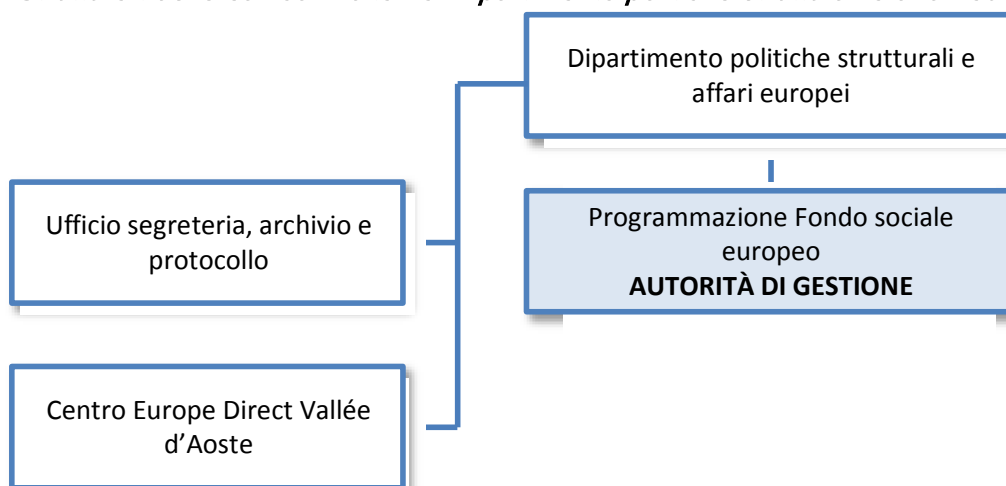 Dipartimento politiche strutturali e
affari europei
Ufficio segreteria, archivio e
protocollo
Programmazione Fondo sociale
europeo
AUTORITÀ DI GESTIONE
Centro Europe Direct Vallée
d'Aoste